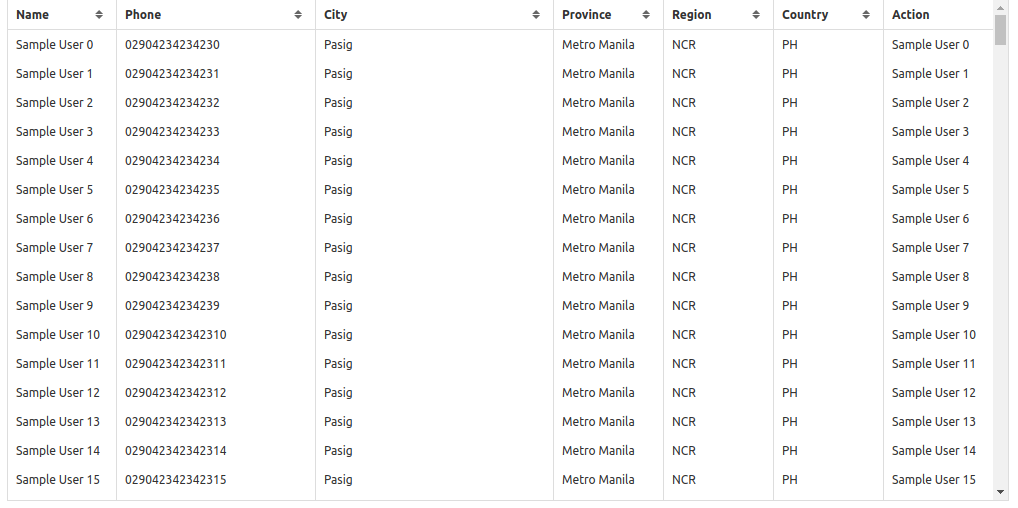 Name Phone City Province Region Country Action
Sample User 0 02904234234230 Pasig Metro Manila NCR PH Sample User 0
Sample User 1 02904234234231 Pasig Metro Manila NCR PH Sample User 1
Sample User 2 02904234234232 Pasig Metro Manila NCR PH Sample User 2
Sample User 3 02904234234233 Pasig Metro Manila NCR PH Sample User 3
Sample User 4 02904234234234 Pasig Metro Manila NCR PH Sample User 4
Sample User 5 02904234234235 Pasig Metro Manila NCR PH Sample User 5
Sample User 6 02904234234236 Pasig Metro Manila NCR PH Sample User 6
Sample User 7 02904234234237 Pasig Metro Manila NCR PH Sample User 7
Sample User 8 02904234234238 Pasig Metro Manila NCR PH Sample User 8
Sample User 9 02904234234239 Pasig Metro Manila NCR PH Sample User 9
Sample User 10 029042342342310 Pasig Metro Manila NCR PH Sample User 10
Sample User 11 029042342342311 Pasig Metro Manila NCR PH Sample User 11
Sample User 12 029042342342312 Pasig Metro Manila NCR PH Sample User 12
Sample User 13 029042342342313 Pasig Metro Manila NCR PH Sample User 13
Sample User 14 029042342342314 Pasig Metro Manila NCR PH Sample User 14
Sample User 15 029042342342315 Pasig Metro Manila NCR PH Sample User 15